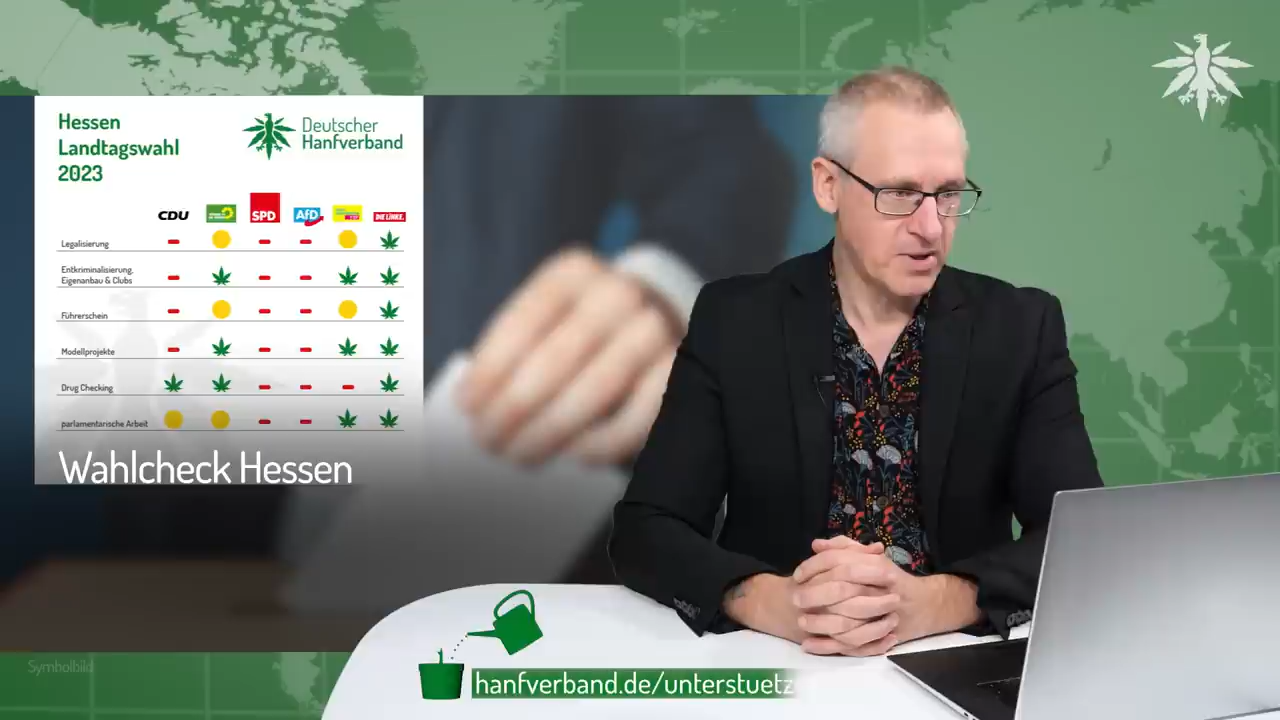 Hessen
Landtagswahl
2023
Deutscher
Hanfverband
CDU
SPD
AfD
DIE LINKE.
Legalisierung
Entkriminalisierung,
Eigenanbau & Clubs
Führerschein
Modellprojekte
Drug Checking
parlamentarische Arbeit
Wahlcheck Hessen
Symbolbild
hanfverband.de/unterstuetz